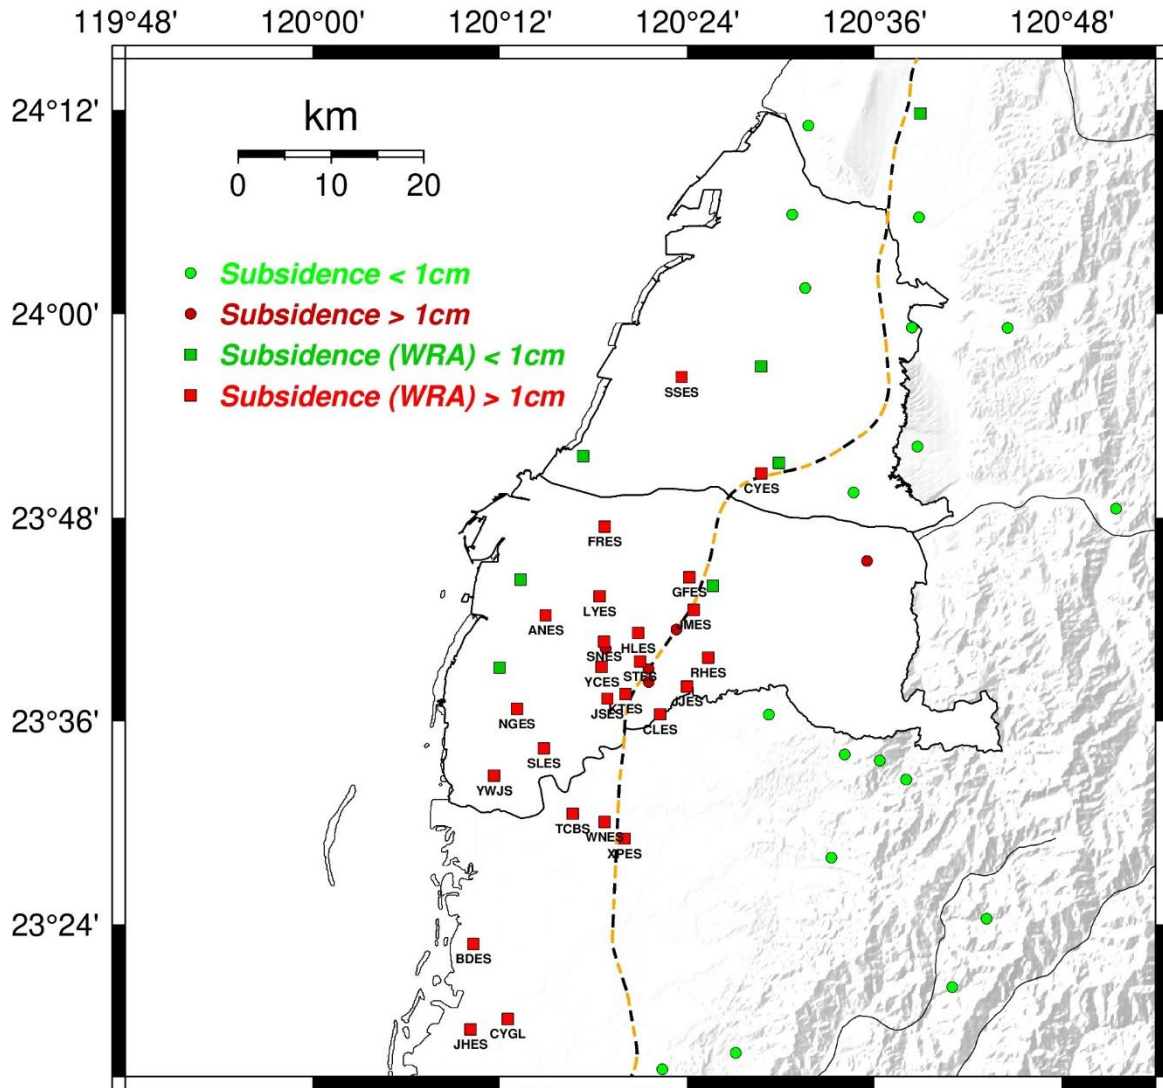 119°48' 120°00' 120°12' 120°24' 120°36' 120°48'
24°12'
km
0 10 20
Subsidence < 1cm
24°00'
Subsidence > 1cm
Subsidence (WRA) < 1cm
Subsidence (WRA) > 1cm
SSES
CYES
23°48'
FRES
GFES
LYES
JMES
ANES
HLES
SNES
STES
RHES
YCES
KTES
JSES
NGES
CLES
23°36'
SLES
YWJS
TCBS
WNES
XPES
23°24'
BDES
CYGL
JHES